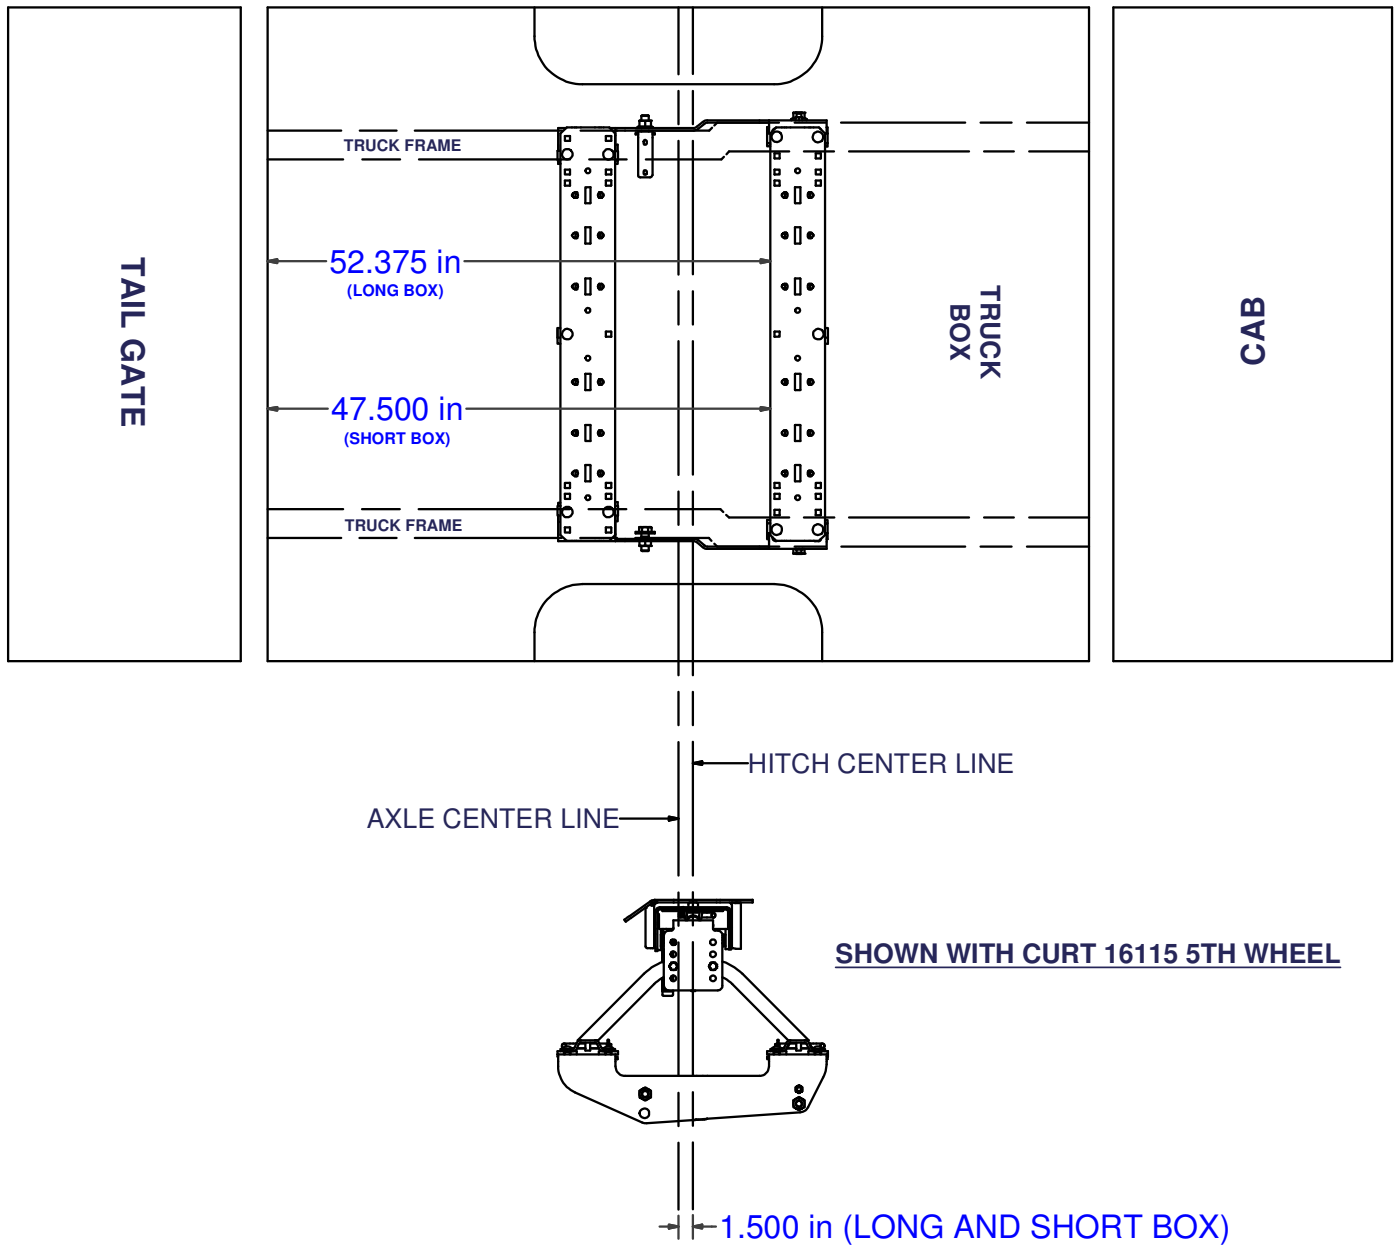 TRUCK FRAME
52.375 in
(LONG BOX)
TAIL GATE
TRUCK
BOX
CAB
47.500 in
(SHORT BOX)
TRUCK FRAME
HITCH CENTER LINE
AXLE CENTER LINE
SHOWN WITH CURT 16115 5TH WHEEL
1.500 in (LONG AND SHORT BOX)